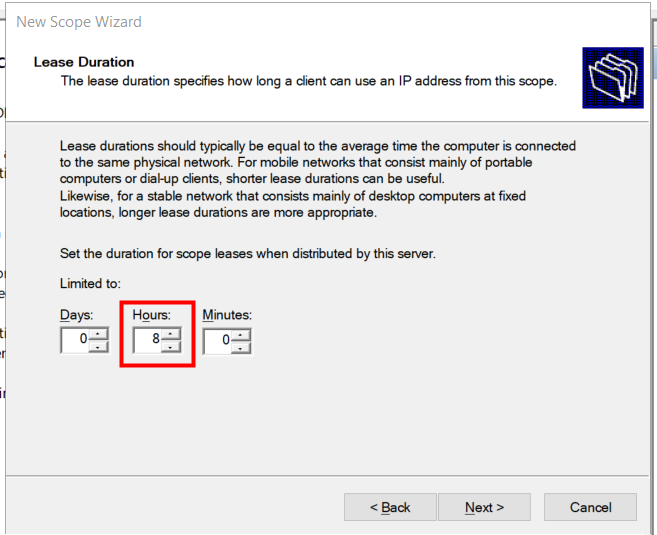 New Scope Wizard
Lease Duration
The lease duration specifies how long a client can use an IP address from this scope.
Lease durations should typically be equal to the average time the computer is connected
to the same physical network. For mobile networks that consist mainly of portable
computers or dial-up clients, shorter lease durations can be useful.
Likewise, for a stable network that consists mainly of desktop computers at fixed
locations, longer lease durations are more appropriate.
Set the duration for scope leases when distributed by this server.
Limited to:
Days: Hours: Minutes:
0 8 0
< Back Next > Cancel